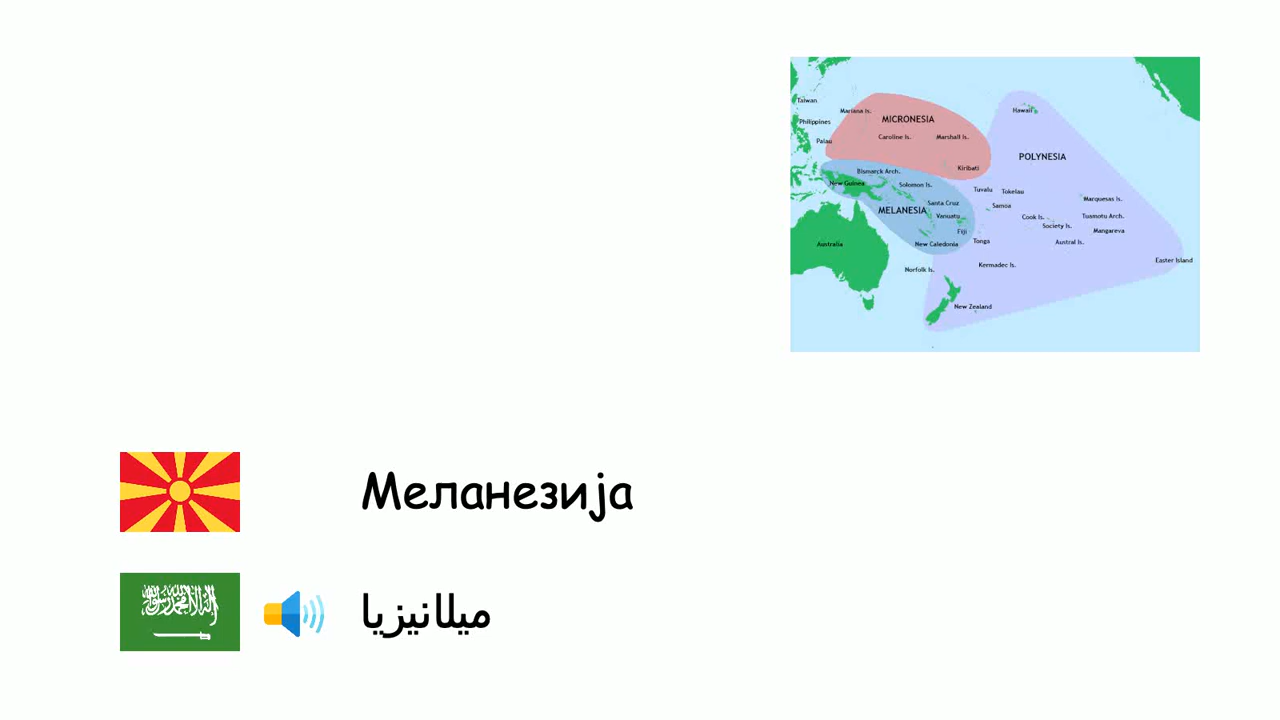 Taiwan
Mariana Is.
MICRONESIA
Philippines
Caroline Is.
Marshall Is.
Palau
Hawaii
POLYNESIA
Kiribati
Bismarck Arch.
New Guinea
Solomon Is.
Tuvalu
Tokelau
Santa Cruz
Samoa
Marquesas Is.
MELANESIA
Vanuatu
Cook Is.
Tuamotu Arch.
Society Is.
Fiji
Mangareva
Australia
New Caledonia
Tonga
Austral Is.
Easter Island
Norfolk Is.
Kermadec Is.
New Zealand
Меланезија
ميلانيزيا